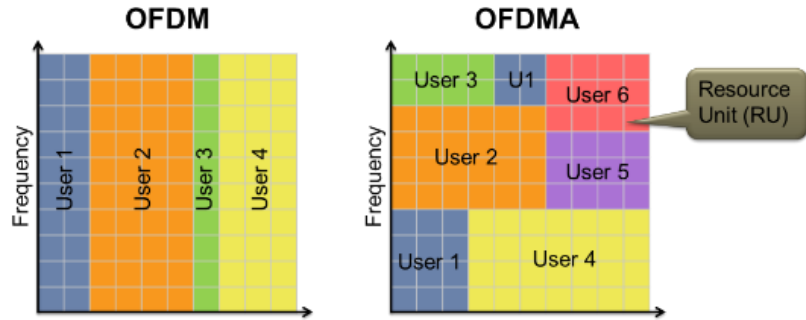 OFDM
OFDMA
Frequency
User 1
User 2
User 3
User 4
Frequency
User 3
U1
User 6
User 2
User 5
User 1
User 4
Resource
Unit (RU)